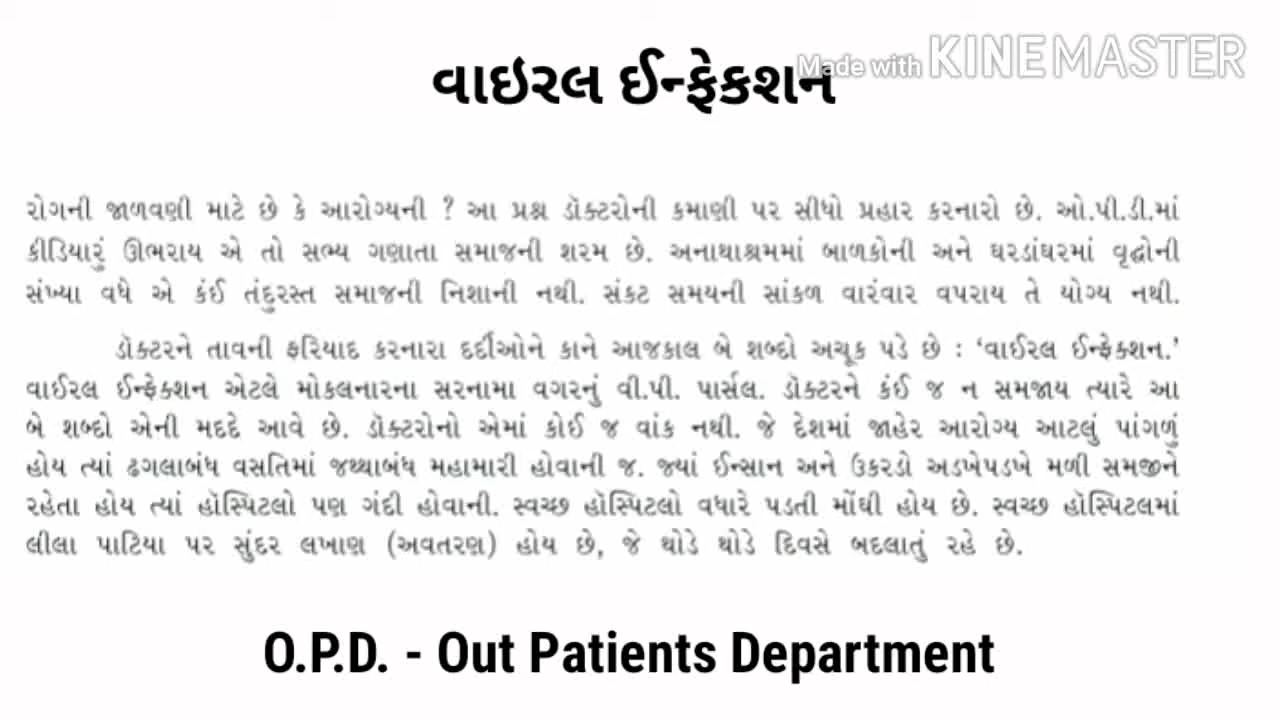 Made with KINEMASTER
વાઇરલ ઈન્ફેકશન
રોગની જાળવણી માટે છે કે આરોગ્યની ? આ પ્રશ્ન ડૉક્ટરોની કમાણી પર સીધો પ્રહાર કરનારો છે. ઓ.પી.ડી.માં
કીડિયારું ઊભરાય એ તો સભ્ય ગણાતા સમાજની શરમ છે. અનાથાશ્રમમાં બાળકોની અને ઘરડાંઘરમાં વૃદ્ધોની
સંખ્યા વધે એ કંઈ તંદુરસ્ત સમાજની નિશાની નથી. સંકટ સમયની સાંકળ વારંવાર વપરાય તે યોગ્ય નથી.
ડૉક્ટરને તાવની ફરિયાદ કરનારા દર્દીઓને કાને આજકાલ બે શબ્દો અચૂક પડે છે : ‘વાઈરલ ઈન્ફેક્શન.’
વાઈરલ ઈન્ફેક્શન એટલે મોકલનારના સરનામા વગરનું વી.પી. પાર્સલ. ડૉક્ટરને કંઈ જ ન સમજાય ત્યારે આ
બે શબ્દો એની મદદે આવે છે. ડૉક્ટરોનો એમાં કોઈ જ વાંક નથી. જે દેશમાં જાહેર આરોગ્ય આટલું પાંગળું
હોય ત્યાં ઢગલાબંધ વસતિમાં જથ્થાબંધ મહામારી હોવાની જ. જ્યાં ઈન્સાન અને ઉકરડો અડખેપડખે મળી સમજીને
રહેતા હોય ત્યાં હૉસ્પિટલો પણ ગંદી હોવાની. સ્વચ્છ હૉસ્પિટલો વધારે પડતી મોંઘી હોય છે. સ્વચ્છ હૉસ્પિટલમાં
લીલા પાટિયા પર સુંદર લખાણ (અવતરણ) હોય છે, જે થોડે થોડે દિવસે બદલાતું રહે છે.
O.P.D. - Out Patients Department